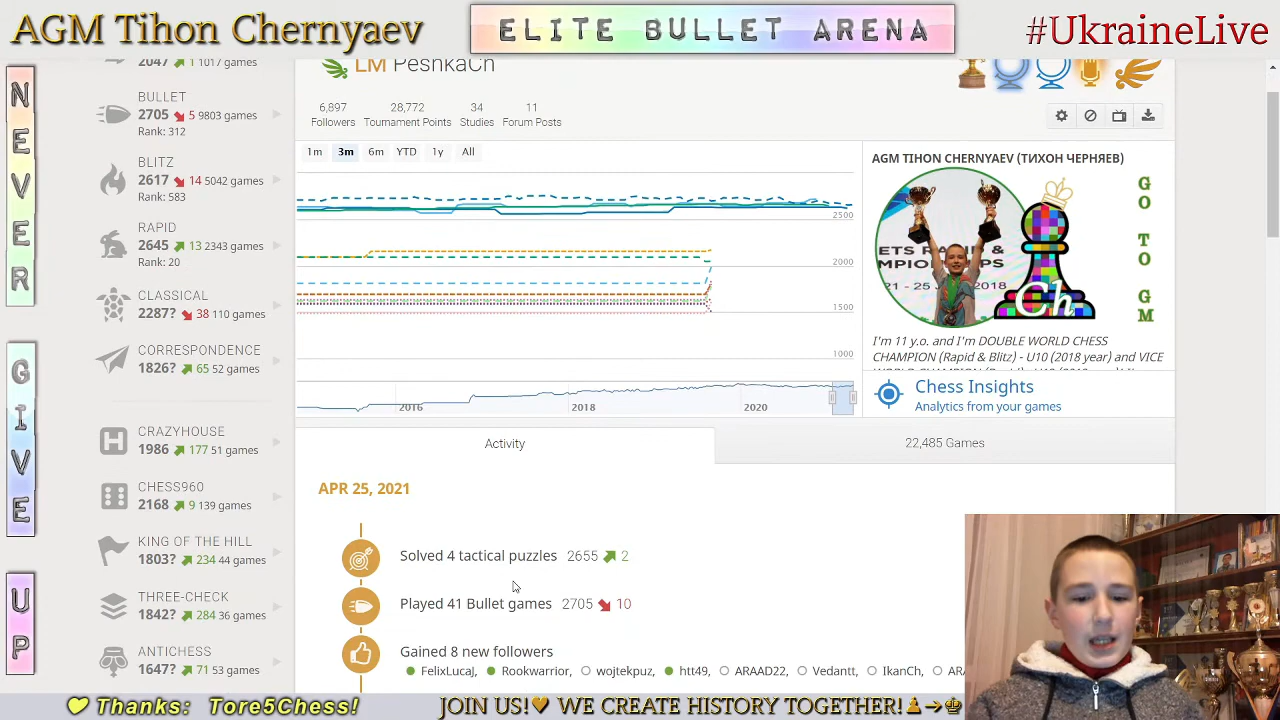 AGM Tihon Chernyaev
ELITE BULLET ARENA
#UkraineLive
NEVER
GIVE
UP
2047 1 1017 games
BULLET
2705 5 9803 games
Rank: 312
BLITZ
2617 14 5042 games
Rank: 583
RAPID
2645 13 2343 games
Rank: 20
CLASSICAL
2287? 38 110 games
CORRESPONDENCE
1826? 65 52 games
CRAZYHOUSE
1986 177 51 games
CHESS960
2168 9 139 games
KING OF THE HILL
1803? 234 44 games
THREE-CHECK
1842? 284 36 games
ANTICHESS
1647? 71 53 games
LM PeshkaCh
6,897 28,772 34 11
Followers Tournament Points Studies Forum Posts
1m 3m 6m YTD 1y All
2500
2000
1500
1000
2016 2018 2020
AGM TIHON CHERNYAEV (ТИХОН ЧЕРНЯЕВ)
ETS RAPID &
MPIONSHIPS
21 - 25 2018
Ch
GO
TO
GM
I'm 11 y.o. and I'm DOUBLE WORLD CHESS
CHAMPION (Rapid & Blitz) - U10 (2018 year) and VICE
Chess Insights
Analytics from your games
Activity
22,485 Games
APR 25, 2021
Solved 4 tactical puzzles 2655 2
Played 41 Bullet games 2705 10
Gained 8 new followers
FelixLucaJ, Rookwarrior, wojtekpuz, htt49, ARAAD22, Vedantt, IkanCh,
Thanks: Tore5Chess!
JOIN US! WE CREATE HISTORY TOGETHER!